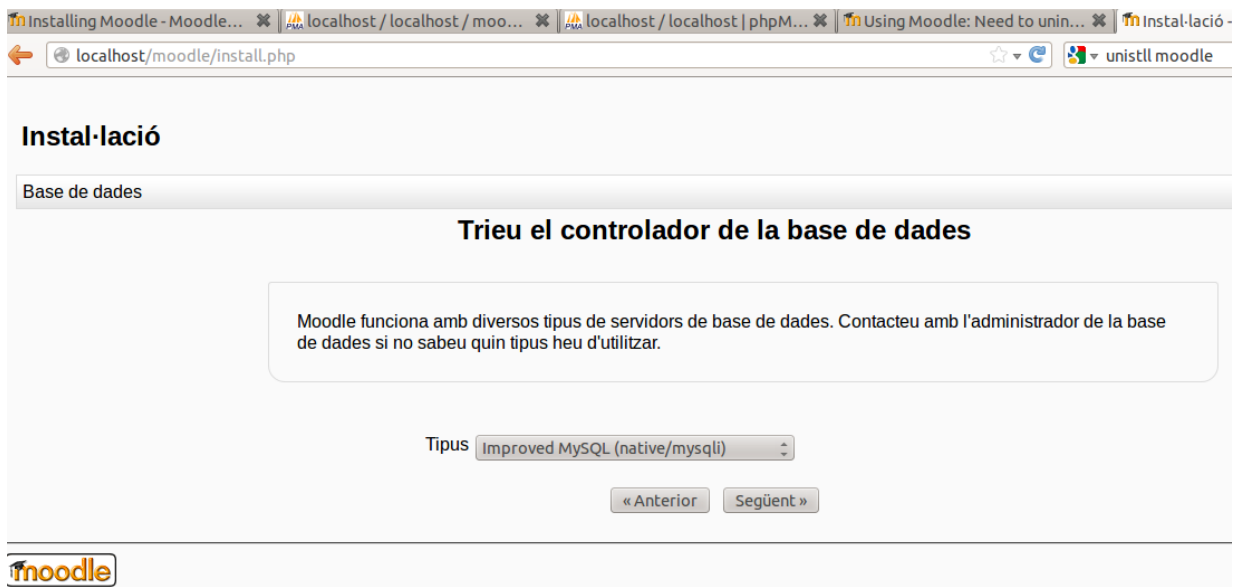 Installing Moodle - Moodle...
localhost / localhost / moo...
localhost / localhost | phpM...
Using Moodle: Need to unin...
Instal·lació -
localhost/moodle/install.php
unistll moodle
Instal·lació
Base de dades
Trieu el controlador de la base de dades
Moodle funciona amb diversos tipus de servidors de base de dades. Contacteu amb l'administrador de la base
de dades si no sabeu quin tipus heu d'utilitzar.
Tipus Improved MySQL (native/mysqli)
« Anterior Següent »
moodle